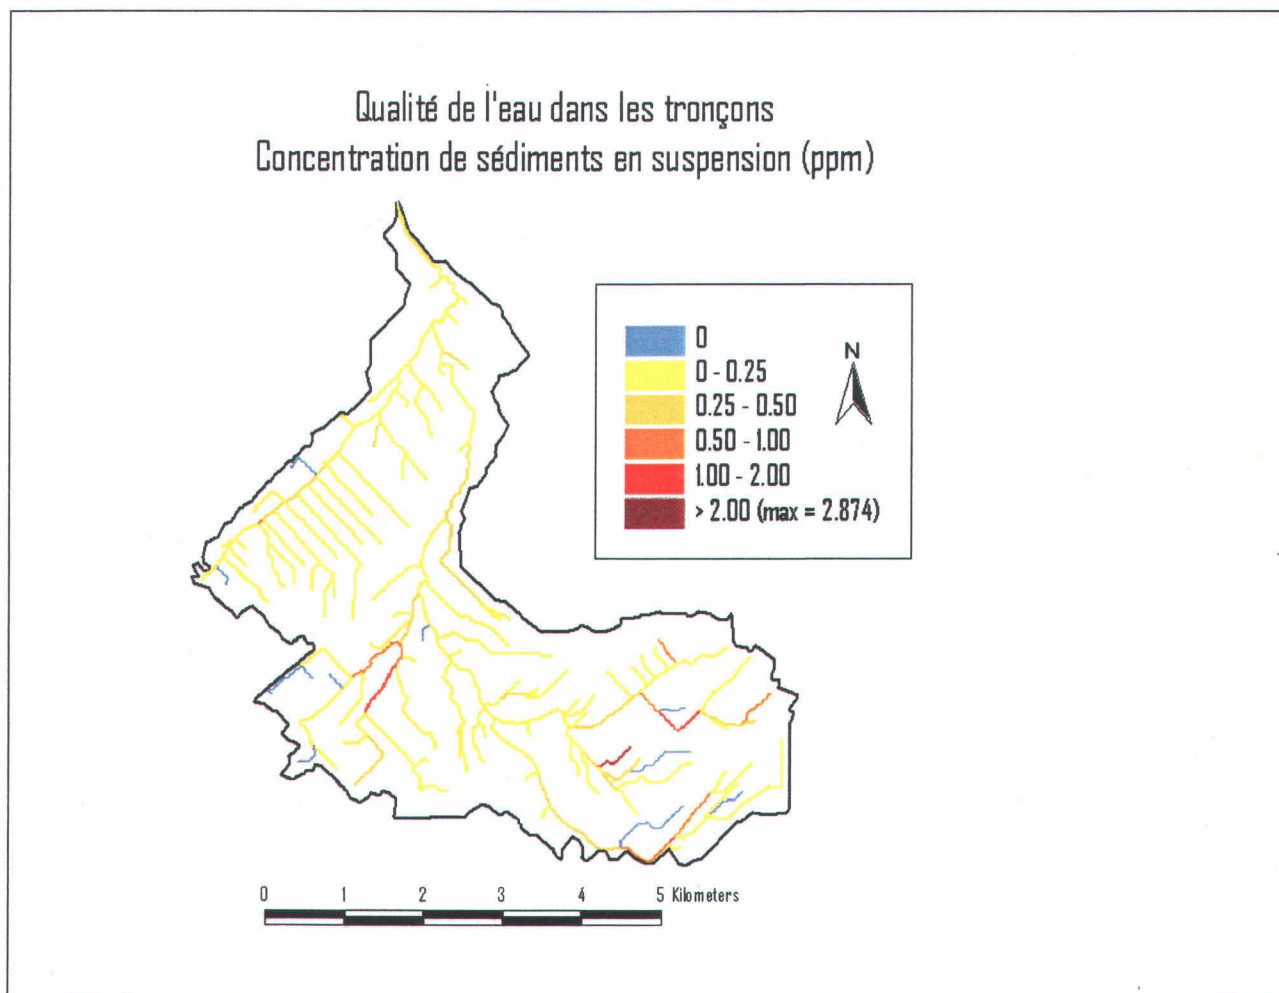 Qualité de l'eau dans les tronçons
Concentration de sédiments en suspension (ppm)
0
0 - 0.25
0.25 - 0.50
0.50 - 1.00
1.00 - 2.00
> 2.00 (max = 2.874)
N
0 1 2 3 4 5 Kilometers